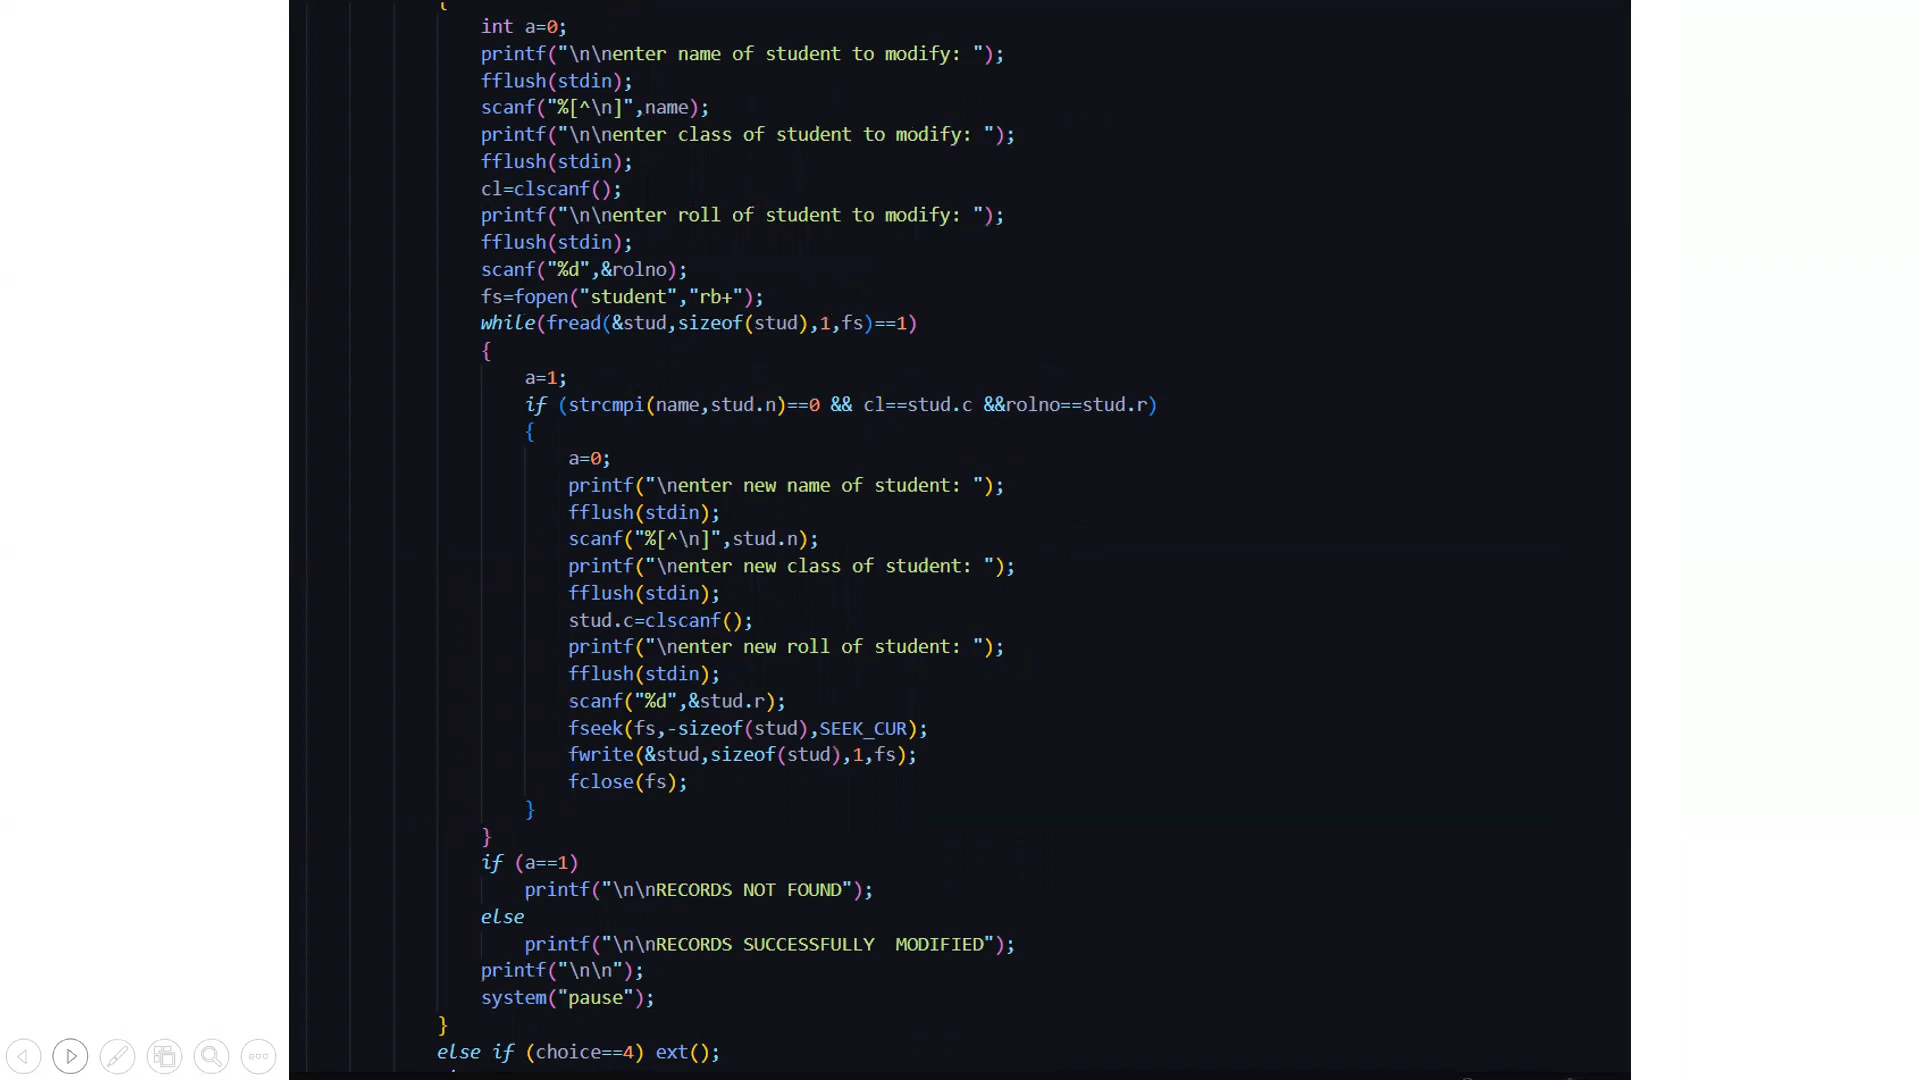 {
int a=0;
printf("\n\nenter name of student to modify: ");
fflush(stdin);
scanf("%[^\n]",name);
printf("\n\nenter class of student to modify: ");
fflush(stdin);
cl=clscanf();
printf("\n\nenter roll of student to modify: ");
fflush(stdin);
scanf("%d",&rolno);
fs=fopen("student","rb+");
while(fread(&stud,sizeof(stud),1,fs)==1)
{
a=1;
if (strcmpi(name,stud.n)==0 && cl==stud.c &&rolno==stud.r)
{
a=0;
printf("\nenter new name of student: ");
fflush(stdin);
scanf("%[^\n]",stud.n);
printf("\nenter new class of student: ");
fflush(stdin);
stud.c=clscanf();
printf("\nenter new roll of student: ");
fflush(stdin);
scanf("%d",&stud.r);
fseek(fs,-sizeof(stud),SEEK_CUR);
fwrite(&stud,sizeof(stud),1,fs);
fclose(fs);
}
}
if (a==1)
printf("\n\nRECORDS NOT FOUND");
else
printf("\n\nRECORDS SUCCESSFULLY  MODIFIED");
printf("\n\n");
system("pause");
}
else if (choice==4) ext();